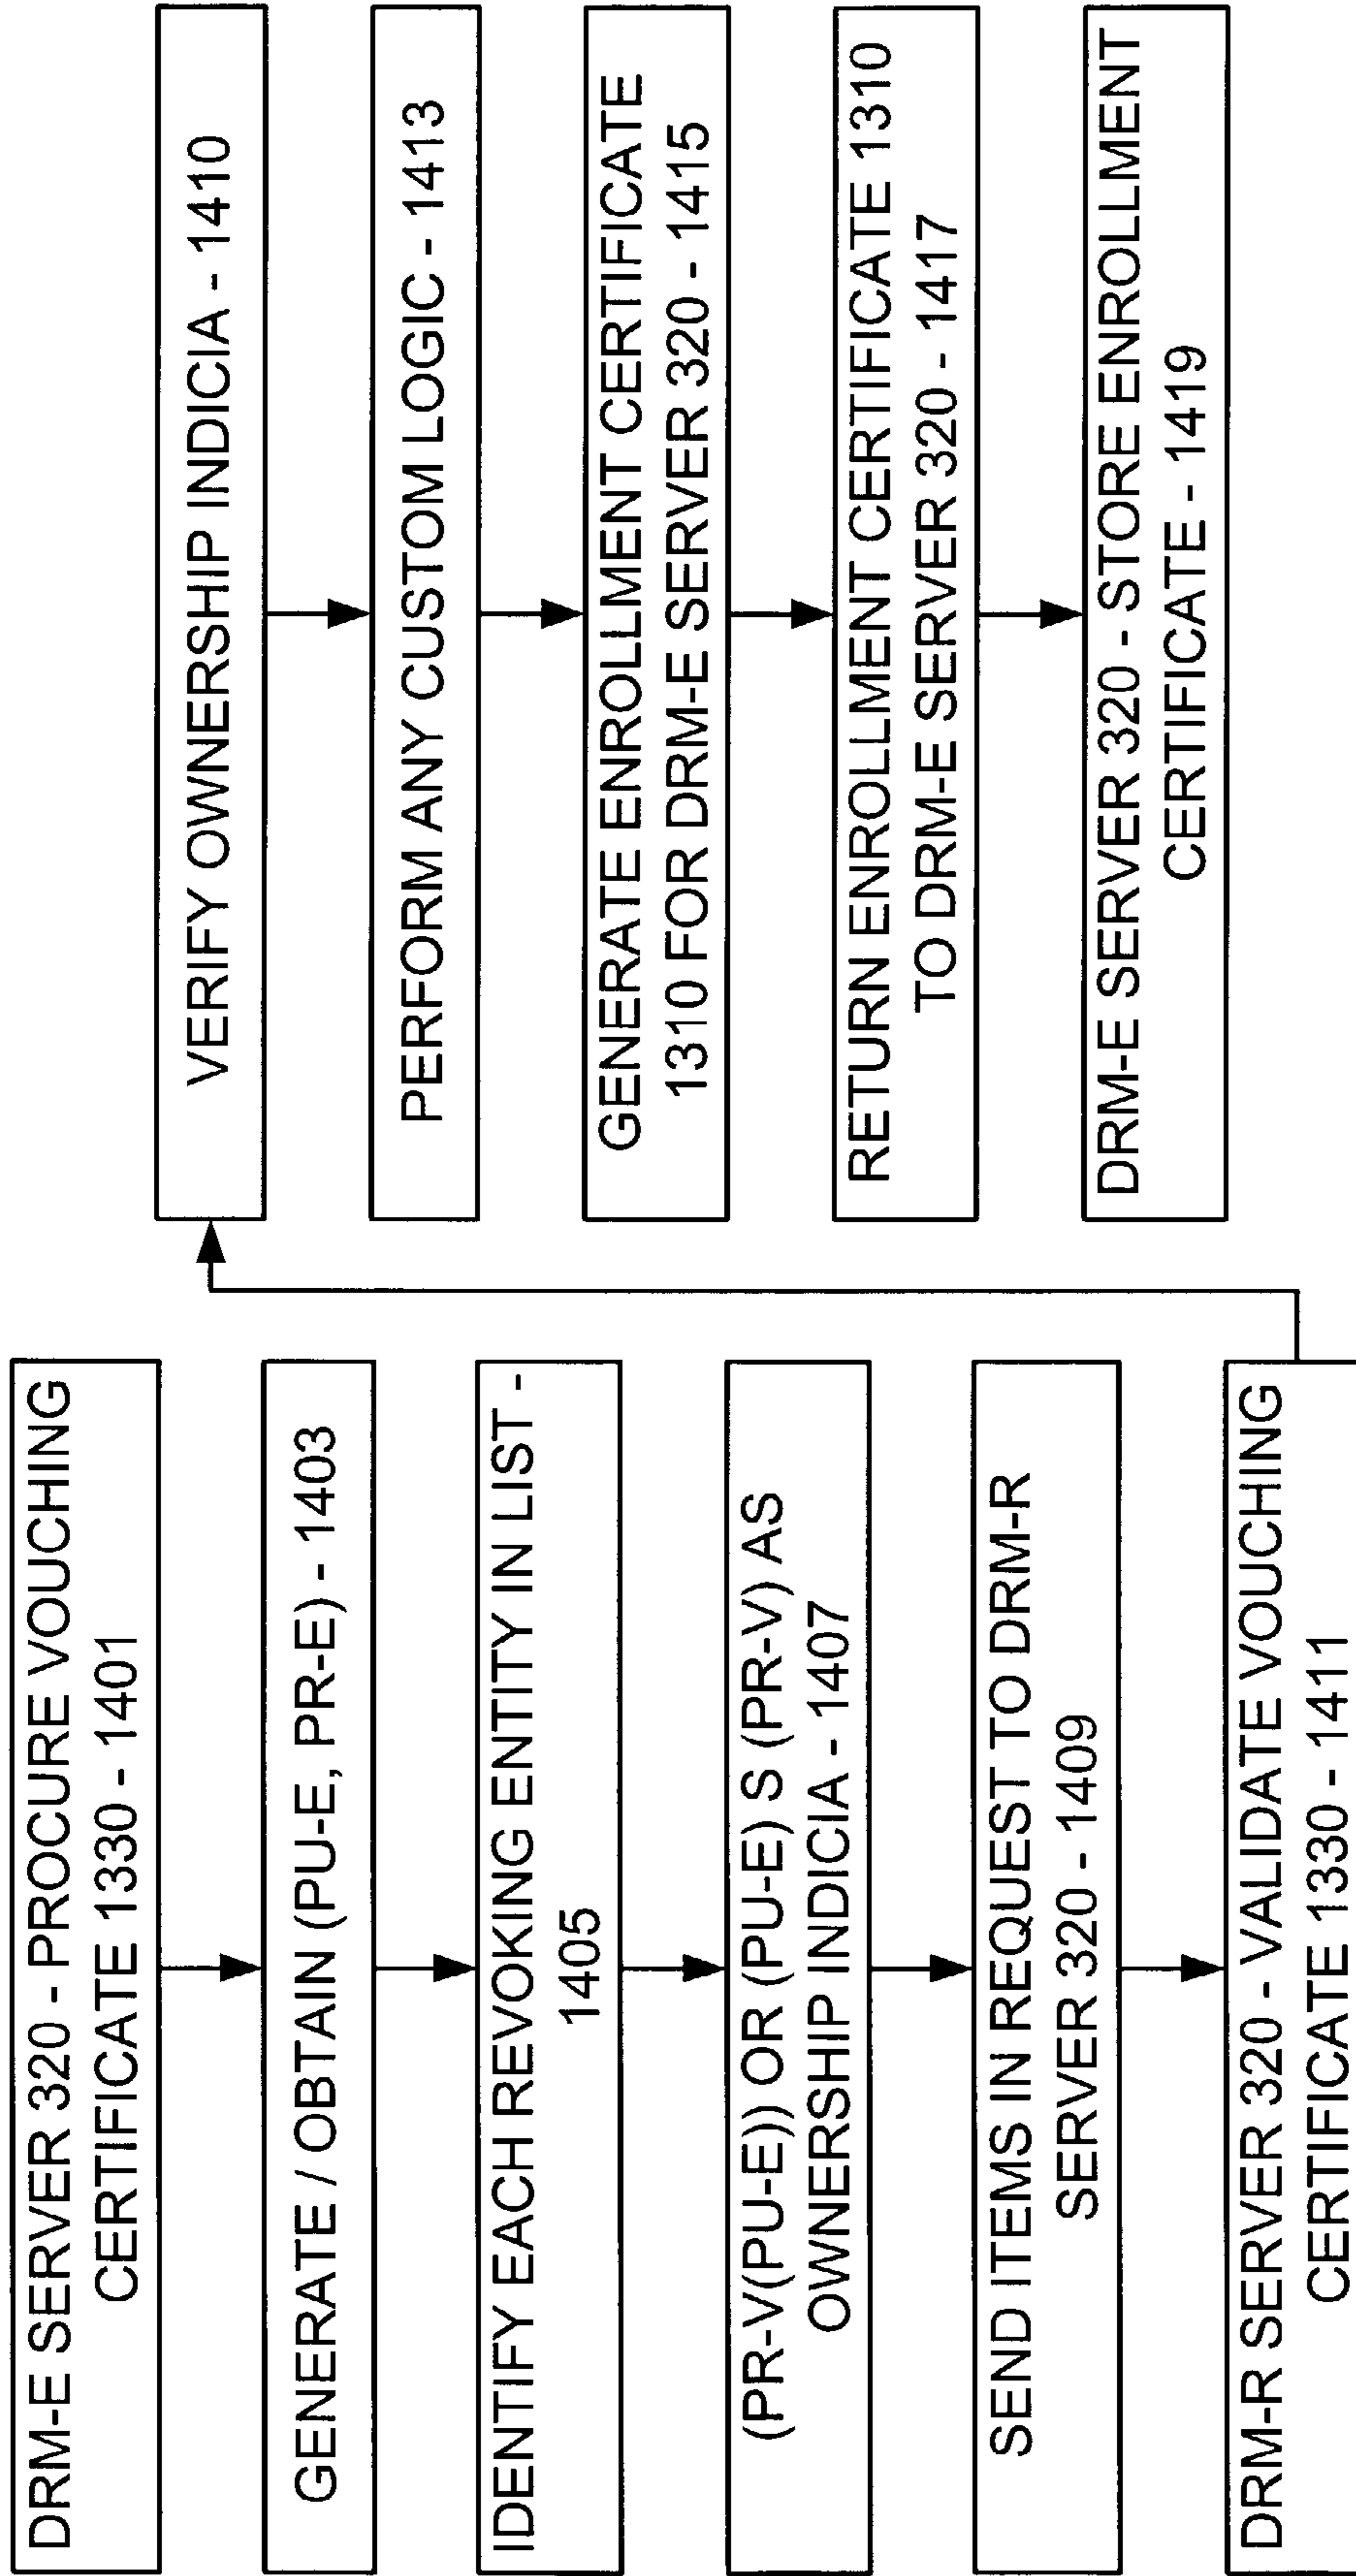 DRM-E SERVER 320 - PROCURE VOUCHING
CERTIFICATE 1330 - 1401
GENERATE / OBTAIN (PU-E, PR-E) - 1403
IDENTIFY EACH REVOKING ENTITY IN LIST -
1405
(PR-V(PU-E)) OR (PU-E) S (PR-V) AS
OWNERSHIP INDICIA - 1407
SEND ITEMS IN REQUEST TO DRM-R
SERVER 320 - 1409
DRM-R SERVER 320 - VALIDATE VOUCHING
CERTIFICATE 1330 - 1411
VERIFY OWNERSHIP INDICIA - 1410
PERFORM ANY CUSTOM LOGIC - 1413
GENERATE ENROLLMENT CERTIFICATE
1310 FOR DRM-E SERVER 320 - 1415
RETURN ENROLLMENT CERTIFICATE 1310
TO DRM-E SERVER 320 - 1417
DRM-E SERVER 320 - STORE ENROLLMENT
CERTIFICATE - 1419